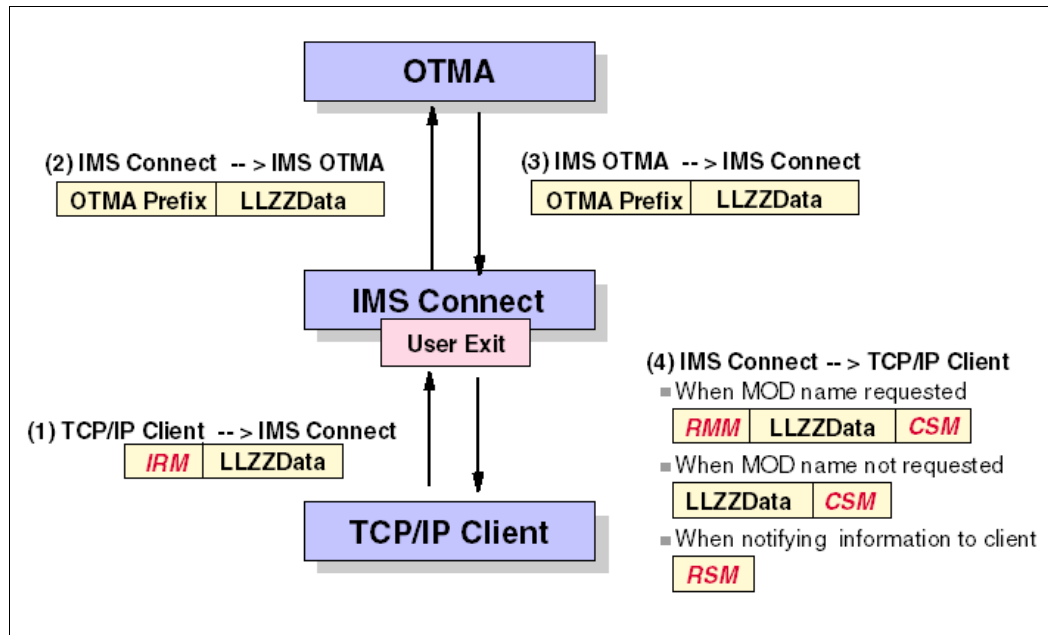 OTMA
(2) IMS Connect -- > IMS OTMA
OTMA Prefix LLZZData
(3) IMS OTMA -- > IMS Connect
OTMA Prefix LLZZData
IMS Connect
User Exit
(1) TCP/IP Client -- > IMS Connect
IRM LLZZData
TCP/IP Client
(4) IMS Connect -- > TCP/IP Client
When MOD name requested
RMM LLZZData CSM
When MOD name not requested
LLZZData CSM
When notifying information to client
RSM